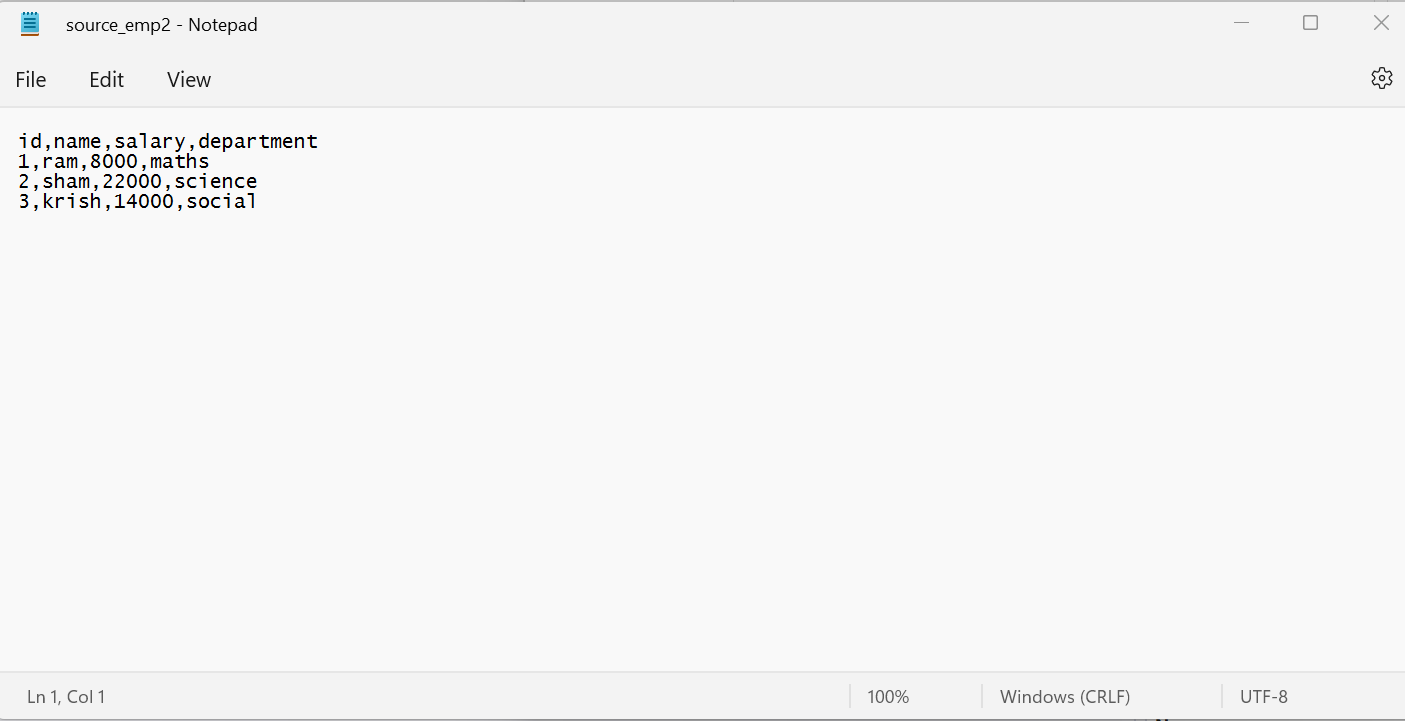 source_emp2 - Notepad
File Edit View
id,name,salary,department
1,ram,8000,maths
2,sham,22000,science
3,krish,14000,social
Ln 1, Col 1 100% Windows (CRLF) UTF-8